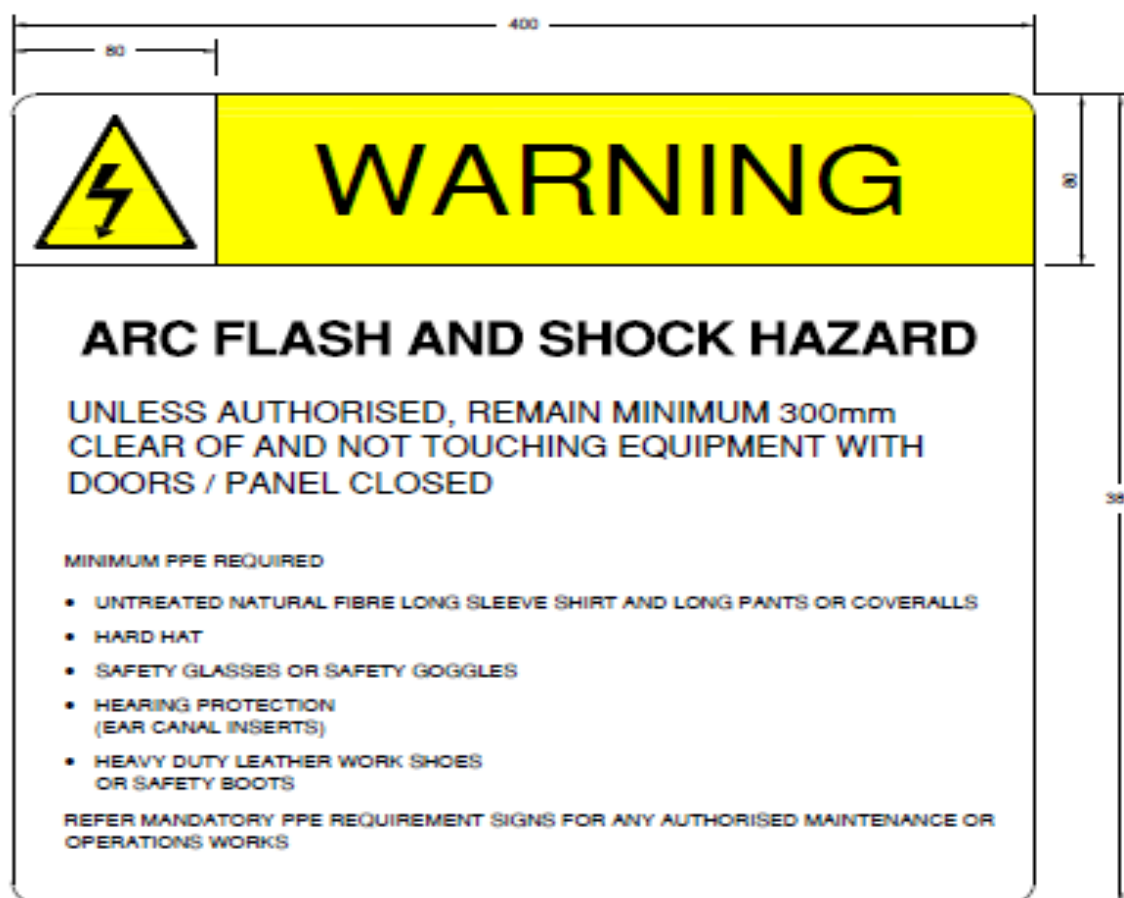 400
80
WARNING
80
ARC FLASH AND SHOCK HAZARD
UNLESS AUTHORISED, REMAIN MINIMUM 300mm
CLEAR OF AND NOT TOUCHING EQUIPMENT WITH
DOORS / PANEL CLOSED
MINIMUM PPE REQUIRED
• UNTREATED NATURAL FIBRE LONG SLEEVE SHIRT AND LONG PANTS OR COVERALLS
• HARD HAT
• SAFETY GLASSES OR SAFETY GOGGLES
• HEARING PROTECTION
(EAR CANAL INSERTS)
• HEAVY DUTY LEATHER WORK SHOES
OR SAFETY BOOTS
REFER MANDATORY PPE REQUIREMENT SIGNS FOR ANY AUTHORISED MAINTENANCE OR
OPERATIONS WORKS